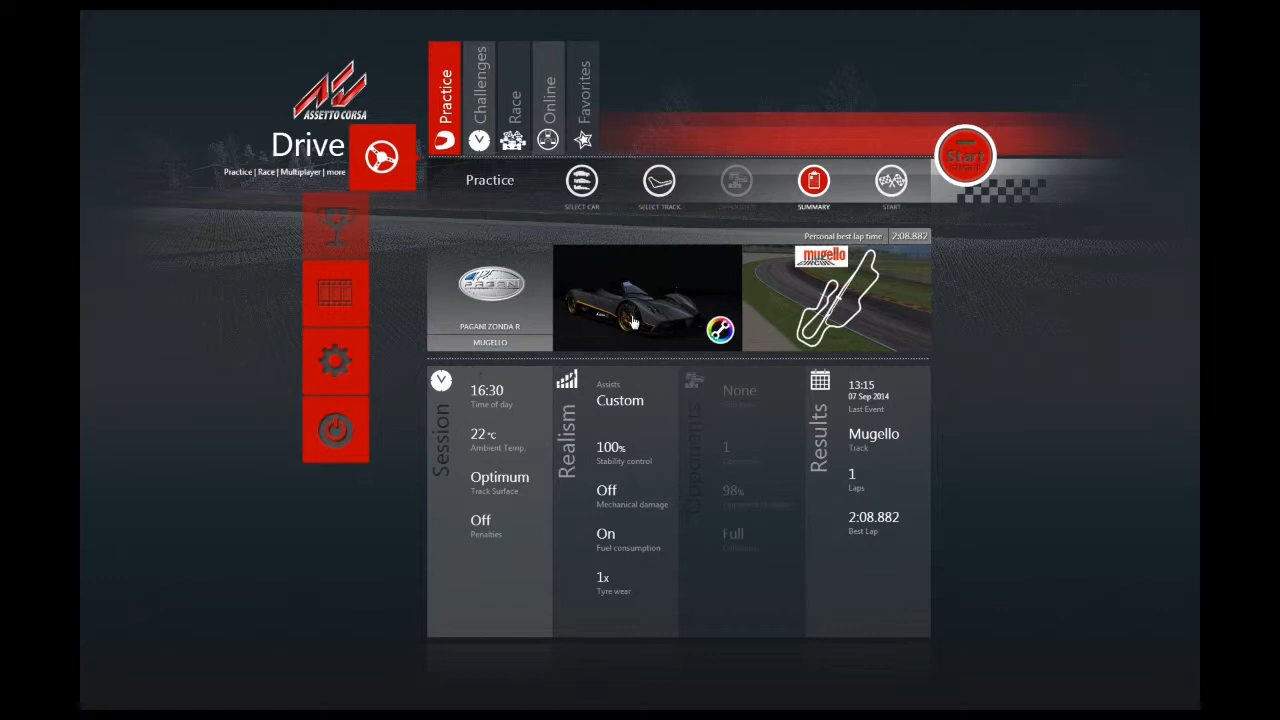 Practice
Challenges
Race
Online
Favorites
ASSETTO CORSA
Drive
Practice | Race | Multiplayer | more
Start
Practice
SELECT CAR
SELECT TRACK
SUMMARY
START
Personal best lap time 2:08.882
PAGANI
PAGANI ZONDA R
MUGELLO
mugello
CIRCUIT
Session
16:30
Time of day
22 °C
Ambient Temp.
Optimum
Track Surface
Off
Penalties
Realism
Assists
Custom
100%
Stability control
Off
Mechanical damage
On
Fuel consumption
1x
Tyre wear
Opponents
None
1
98%
Full
Results
13:15
07 Sep 2014
Last Event
Mugello
Track
1
Laps
2:08.882
Best Lap